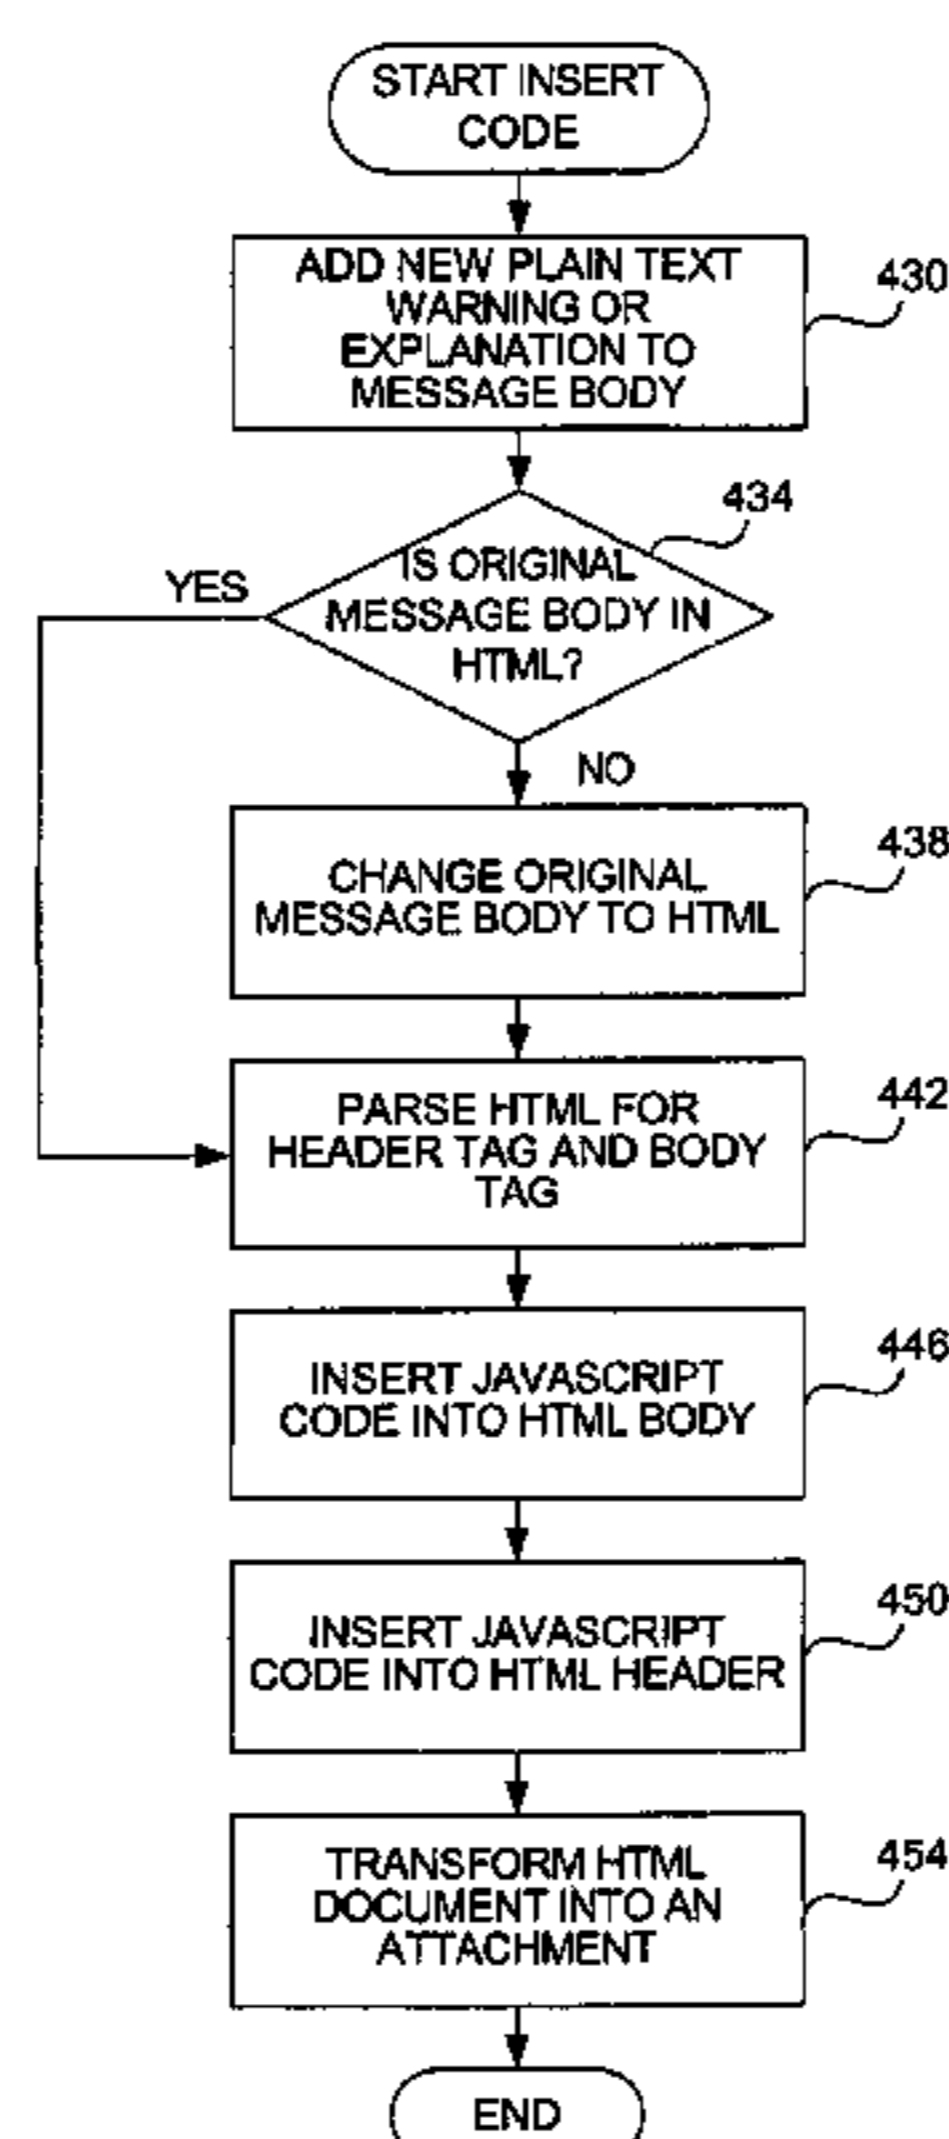 START INSERT
CODE
ADD NEW PLAIN TEXT
WARNING OR
EXPLANATION TO
MESSAGE BODY
430
434
IS ORIGINAL
MESSAGE BODY IN
HTML?
YES
NO
CHANGE ORIGINAL
MESSAGE BODY TO HTML
438
PARSE HTML FOR
HEADER TAG AND BODY
TAG
442
INSERT JAVASCRIPT
CODE INTO HTML BODY
446
INSERT JAVASCRIPT
CODE INTO HTML HEADER
450
TRANSFORM HTML
DOCUMENT INTO AN
ATTACHMENT
454
END